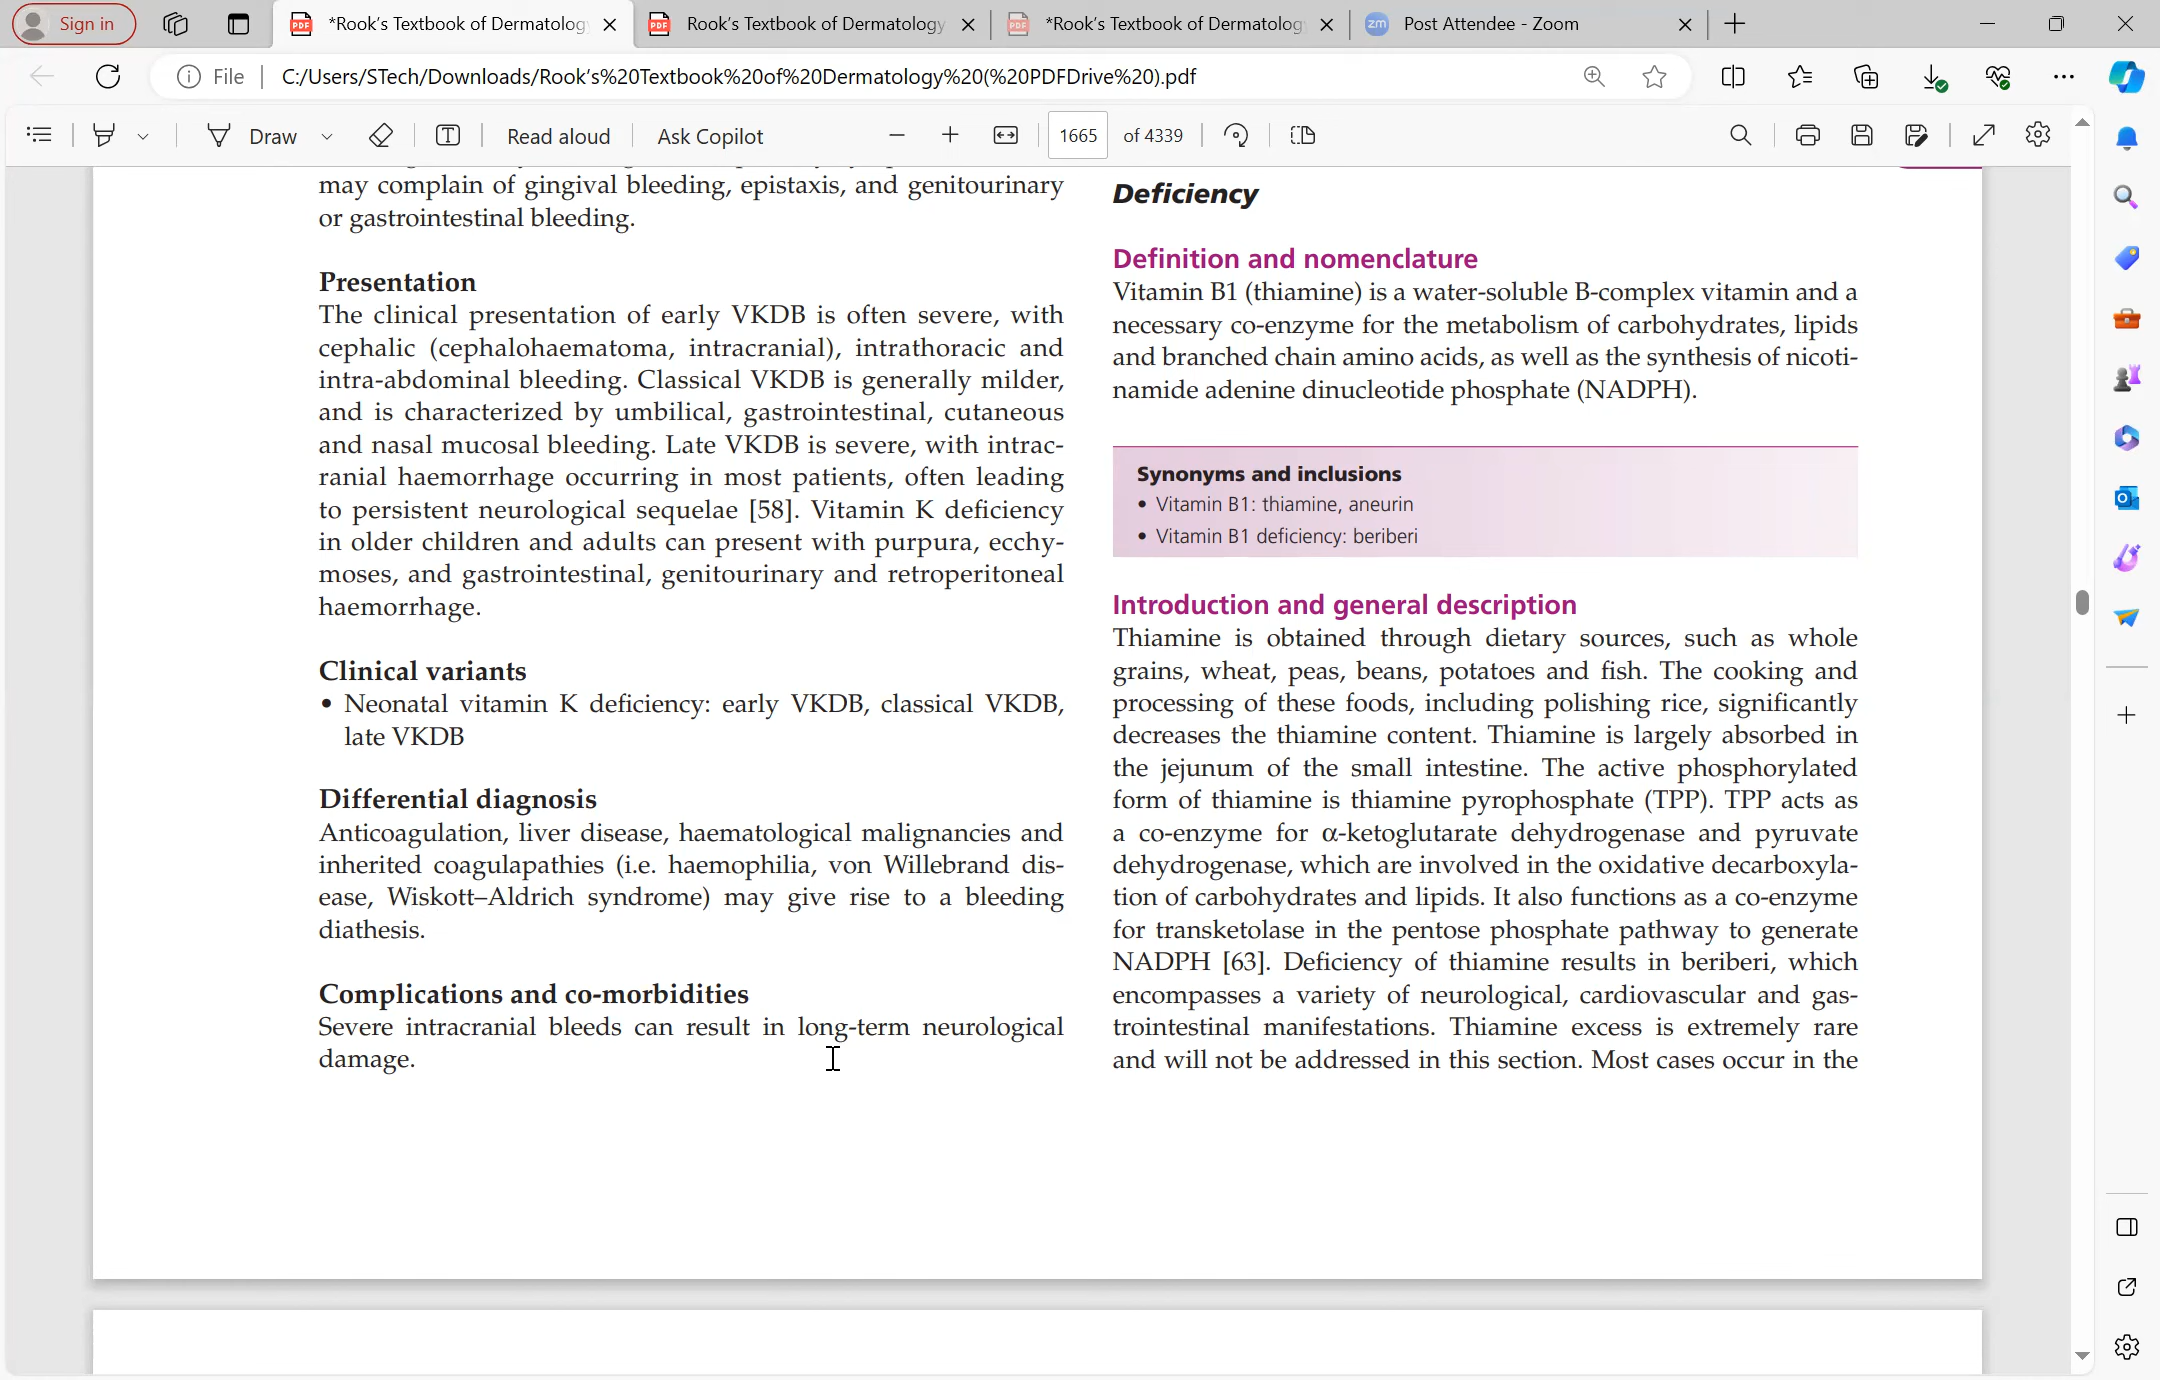 Sign in
*Rook's Textbook of Dermatolog
Rook's Textbook of Dermatology
*Rook's Textbook of Dermatolog
zm
Post Attendee - Zoom
File
C:/Users/STech/Downloads/Rook's%20Textbook%20of%20Dermatology%20(%20PDFDrive%20).pdf
Draw
Read aloud
Ask Copilot
1665
of 4339
may complain of gingival bleeding, epistaxis, and genitourinary
or gastrointestinal bleeding.
Presentation
The clinical presentation of early VKDB is often severe, with
cephalic (cephalohaematoma, intracranial), intrathoracic and
intra-abdominal bleeding. Classical VKDB is generally milder,
and is characterized by umbilical, gastrointestinal, cutaneous
and nasal mucosal bleeding. Late VKDB is severe, with intrac-
ranial haemorrhage occurring in most patients, often leading
to persistent neurological sequelae [58]. Vitamin K deficiency
in older children and adults can present with purpura, ecchy-
moses, and gastrointestinal, genitourinary and retroperitoneal
haemorrhage.
Clinical variants
• Neonatal vitamin K deficiency: early VKDB, classical VKDB,
late VKDB
Differential diagnosis
Anticoagulation, liver disease, haematological malignancies and
inherited coagulapathies (i.e. haemophilia, von Willebrand dis-
ease, Wiskott–Aldrich syndrome) may give rise to a bleeding
diathesis.
Complications and co-morbidities
Severe intracranial bleeds can result in long-term neurological
damage.
Deficiency
Definition and nomenclature
Vitamin B1 (thiamine) is a water-soluble B-complex vitamin and a
necessary co-enzyme for the metabolism of carbohydrates, lipids
and branched chain amino acids, as well as the synthesis of nicoti-
namide adenine dinucleotide phosphate (NADPH).
Synonyms and inclusions
• Vitamin B1: thiamine, aneurin
• Vitamin B1 deficiency: beriberi
Introduction and general description
Thiamine is obtained through dietary sources, such as whole
grains, wheat, peas, beans, potatoes and fish. The cooking and
processing of these foods, including polishing rice, significantly
decreases the thiamine content. Thiamine is largely absorbed in
the jejunum of the small intestine. The active phosphorylated
form of thiamine is thiamine pyrophosphate (TPP). TPP acts as
a co-enzyme for α-ketoglutarate dehydrogenase and pyruvate
dehydrogenase, which are involved in the oxidative decarboxyla-
tion of carbohydrates and lipids. It also functions as a co-enzyme
for transketolase in the pentose phosphate pathway to generate
NADPH [63]. Deficiency of thiamine results in beriberi, which
encompasses a variety of neurological, cardiovascular and gas-
trointestinal manifestations. Thiamine excess is extremely rare
and will not be addressed in this section. Most cases occur in the